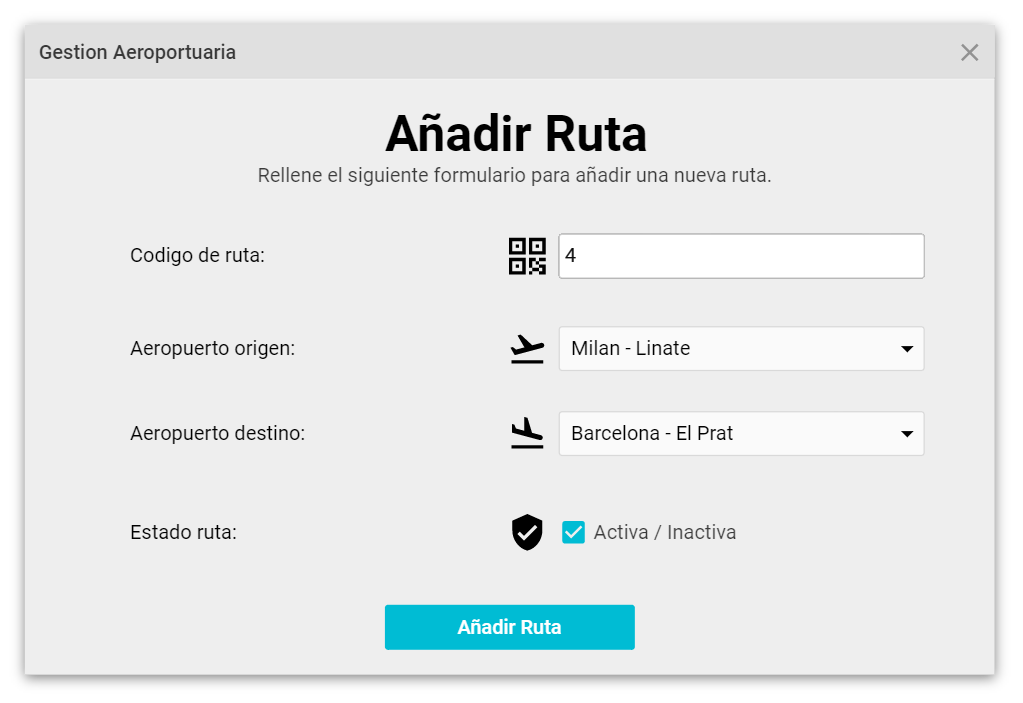 Gestion Aeroportuaria
Añadir Ruta
Rellene el siguiente formulario para añadir una nueva ruta.
Codigo de ruta: 4
Aeropuerto origen: Milan - Linate
Aeropuerto destino: Barcelona - El Prat
Estado ruta: Activa / Inactiva
Añadir Ruta